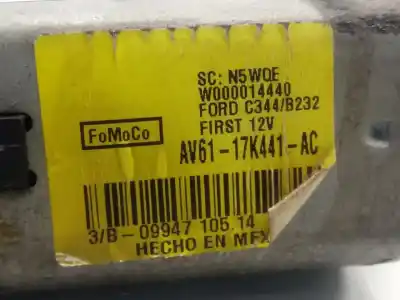 SC: N5WQE
W000014440
FORD C344/B232
FIRST 12V
FoMoCo
AV61-17K441-AC
3/B-09947 105.14
HECHO EN MEX